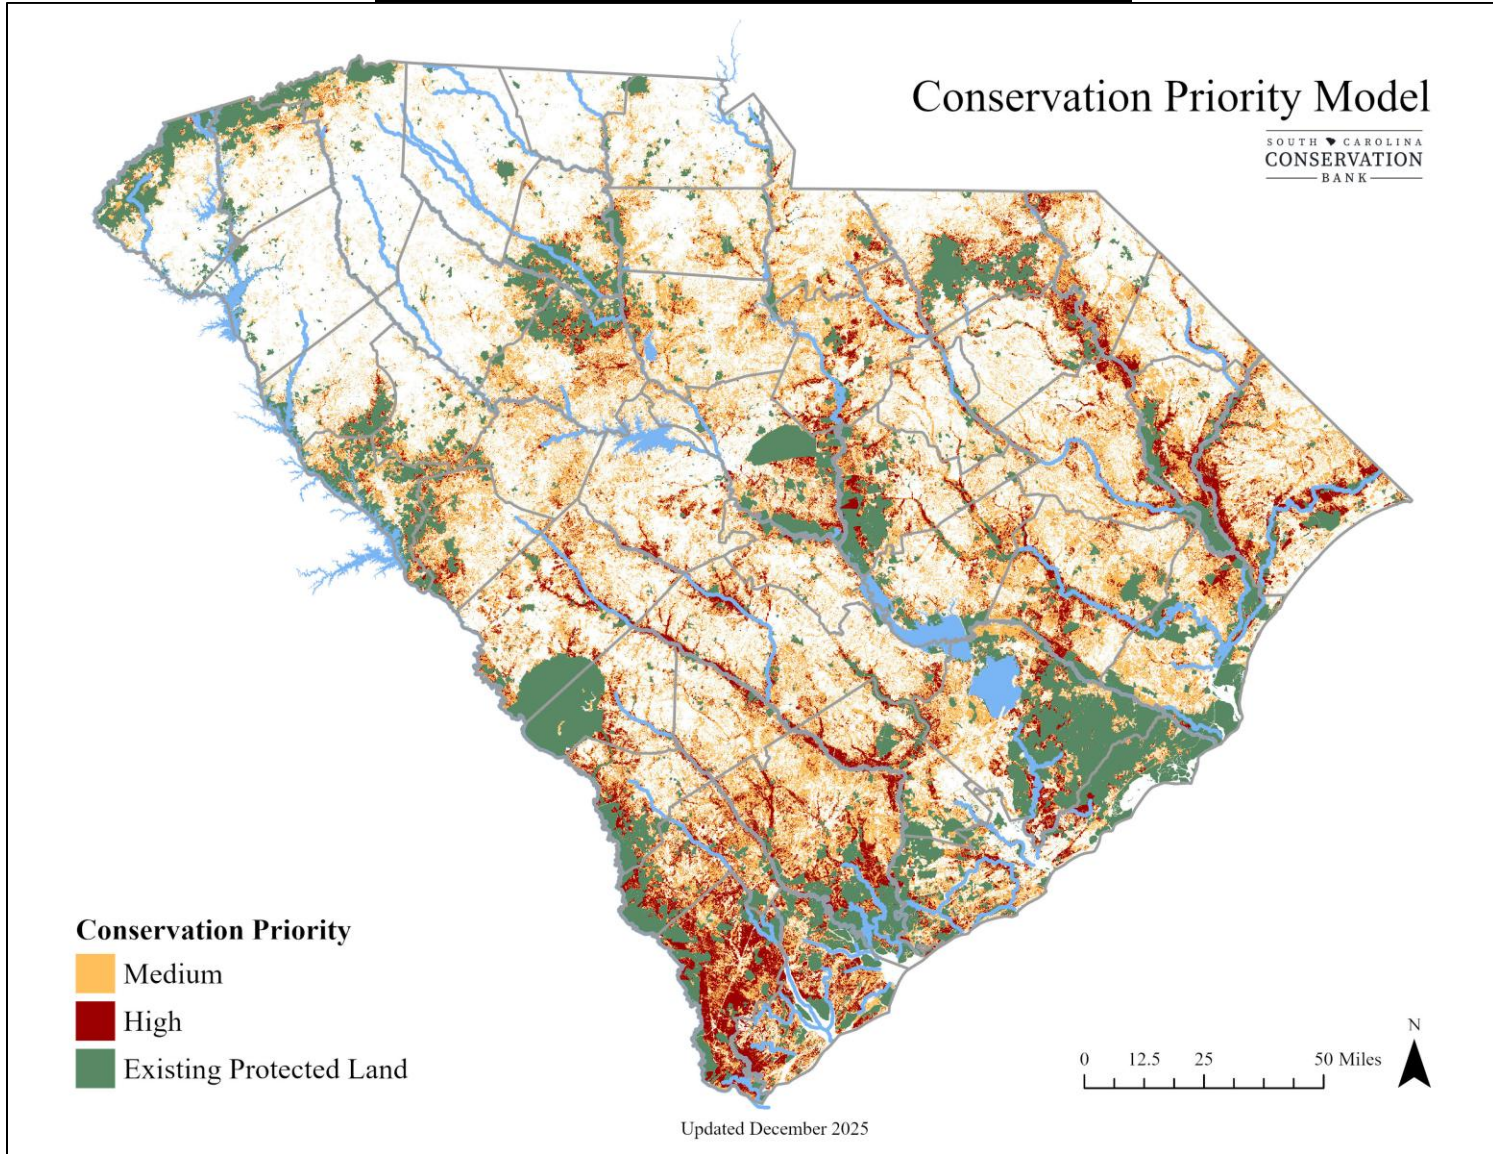 Conservation Priority Model
SOUTH CAROLINA
CONSERVATION
BANK
Conservation Priority
Medium
High
Existing Protected Land
N
0 12.5 25 50 Miles
Updated December 2025